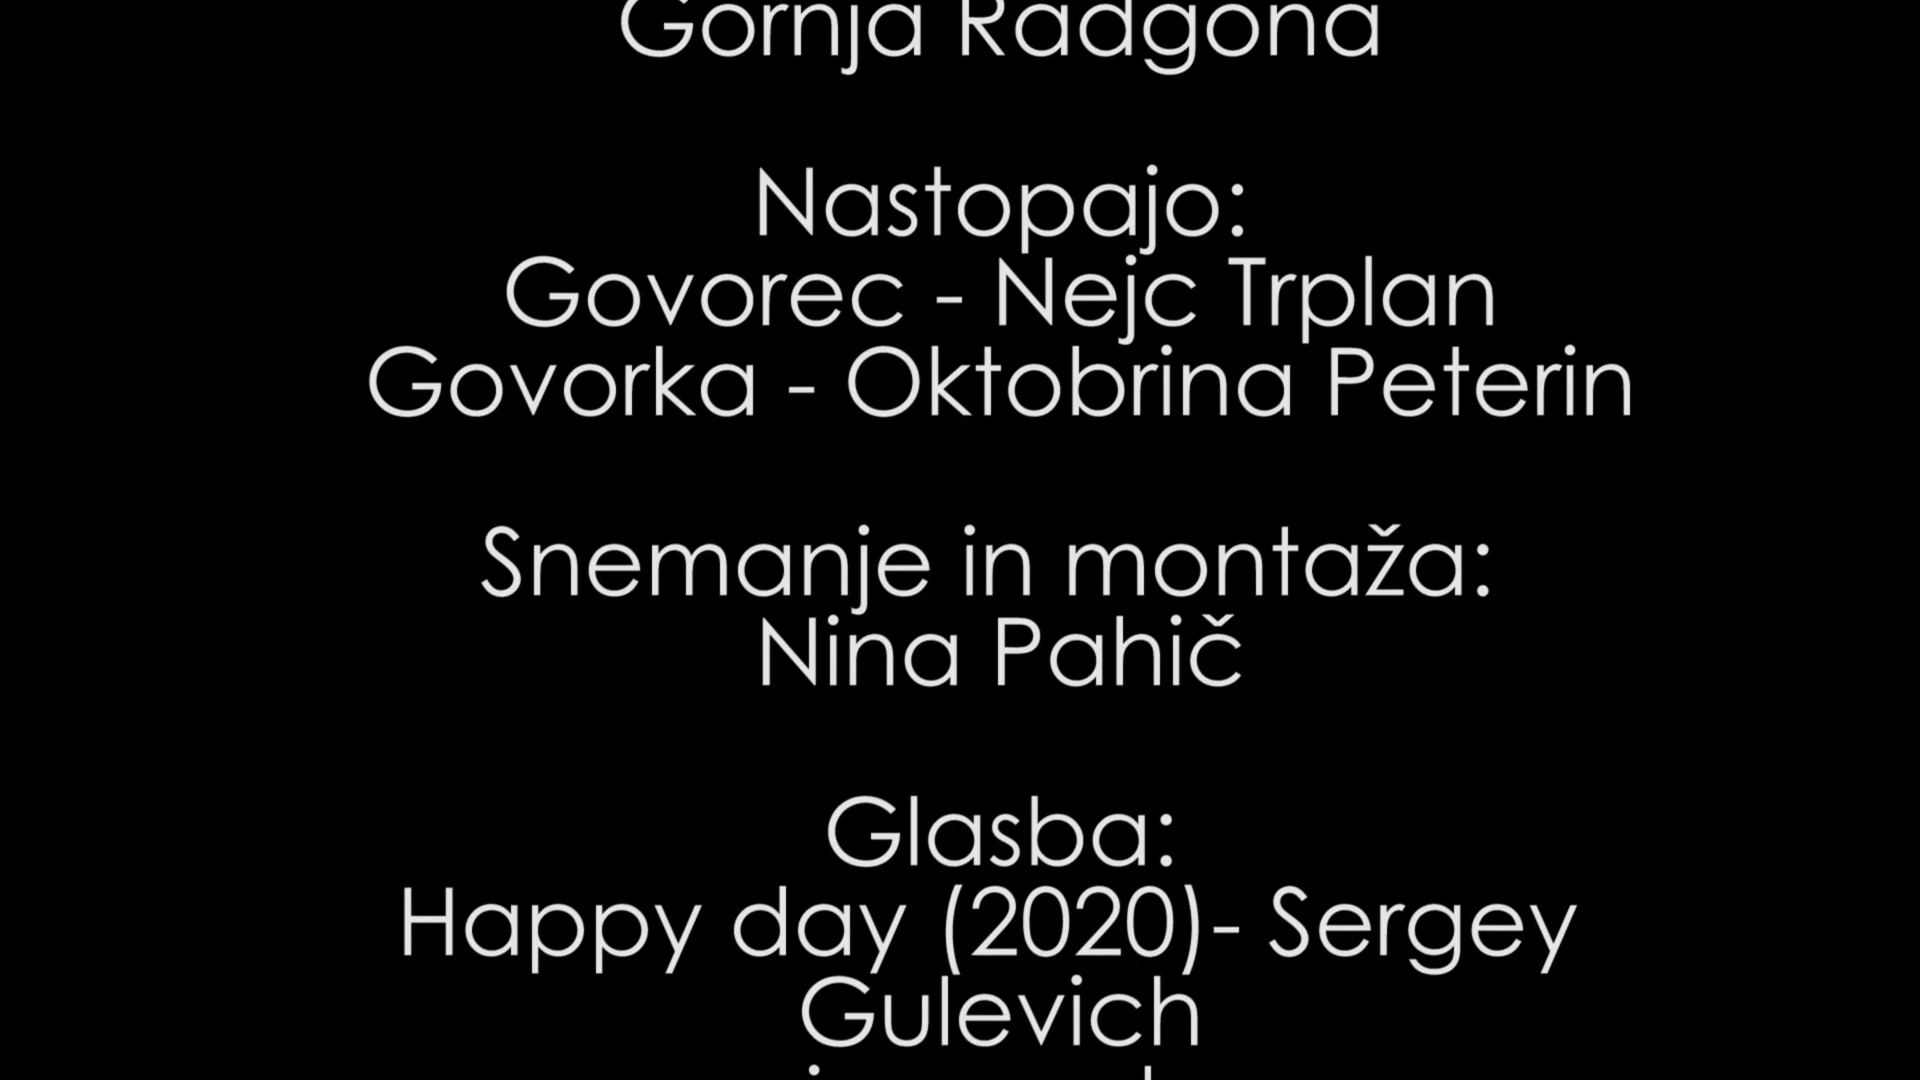 Gornja Radgona
Nastopajo:
Govorec - Nejc Trplan
Govorka - Oktobrina Peterin
Snemanje in montaža:
Nina Pahič
Glasba:
Happy day (2020)- Sergey
Gulevich